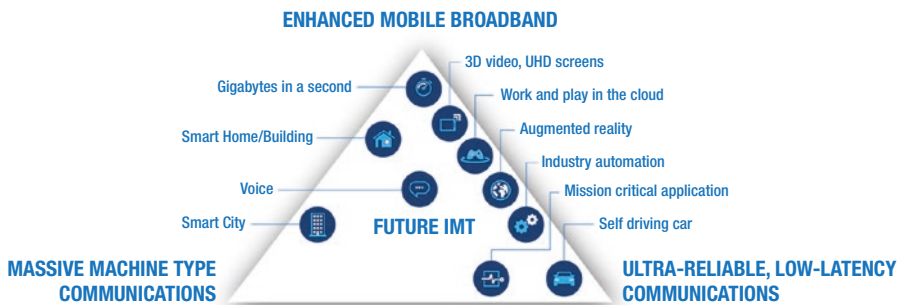 ENHANCED MOBILE BROADBAND
3D video, UHD screens
Gigabytes in a second
Work and play in the cloud
Smart Home/Building
Augmented reality
Industry automation
Voice
Mission critical application
Smart City
FUTURE IMT
Self driving car
MASSIVE MACHINE TYPE
COMMUNICATIONS
ULTRA-RELIABLE, LOW-LATENCY
COMMUNICATIONS